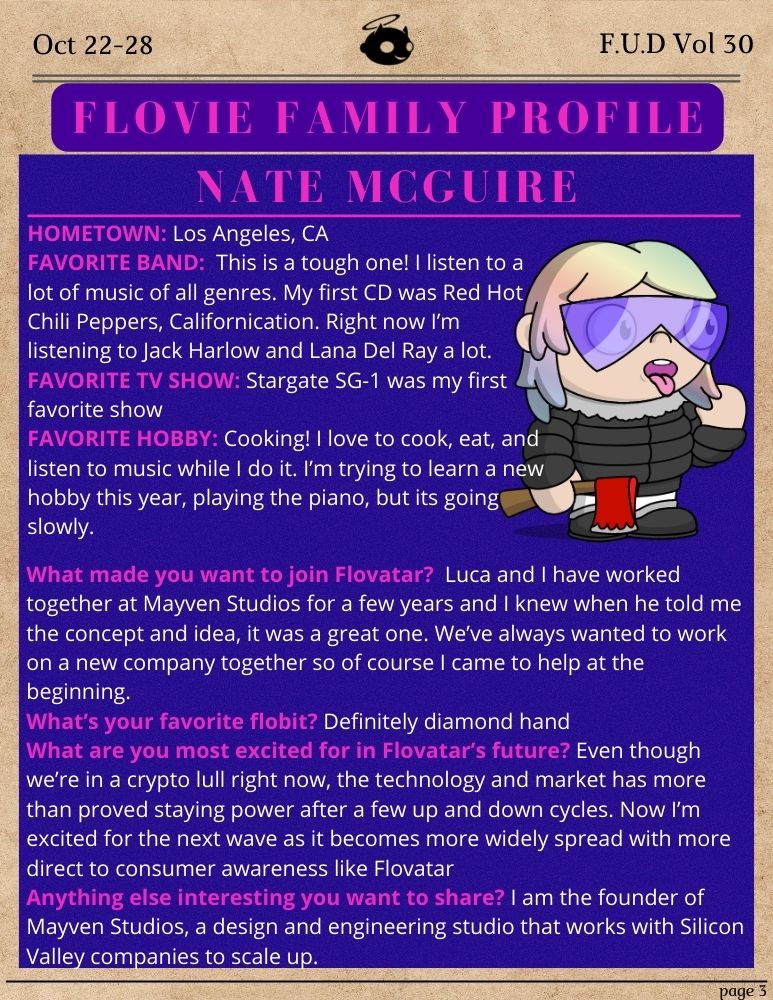 Oct 22-28
F.U.D Vol 30
FLOVIE FAMILY PROFILE
NATE MCGUIRE
HOMETOWN: Los Angeles, CA
FAVORITE BAND: This is a tough one! I listen to a
lot of music of all genres. My first CD was Red Hot
Chili Peppers, Californication. Right now I'm
listening to Jack Harlow and Lana Del Ray a lot.
FAVORITE TV SHOW: Stargate SG-1 was my first
favorite show
FAVORITE HOBBY: Cooking! I love to cook, eat, and
listen to music while I do it. I'm trying to learn a new
hobby this year, playing the piano, but its going
slowly.
What made you want to join Flovatar? Luca and I have worked
together at Mayven Studios for a few years and I knew when he told me
the concept and idea, it was a great one. We've always wanted to work
on a new company together so of course I came to help at the
beginning.
What's your favorite flobit? Definitely diamond hand
What are you most excited for in Flovatar's future? Even though
we're in a crypto lull right now, the technology and market has more
than proved staying power after a few up and down cycles. Now I'm
excited for the next wave as it becomes more widely spread with more
direct to consumer awareness like Flovatar
Anything else interesting you want to share? I am the founder of
Mayven Studios, a design and engineering studio that works with Silicon
Valley companies to scale up.
page 3